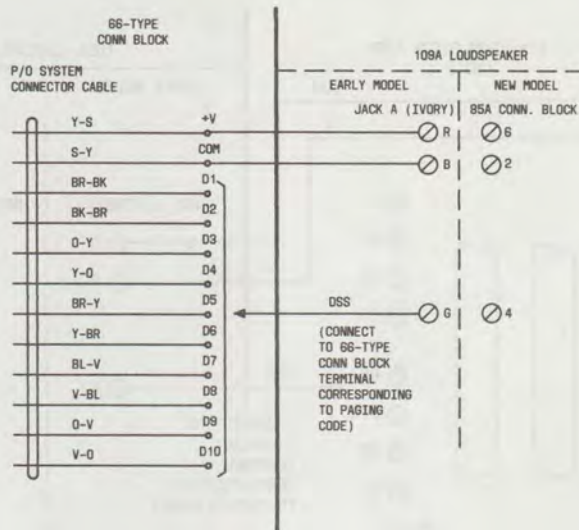 66-TYPE
CONN BLOCK
P/O SYSTEM
CONNECTOR CABLE
109A LOUDSPEAKER
EARLY MODEL
NEW MODEL
JACK A (IVORY)
85A CONN. BLOCK
Y-S +V R 6
S-Y COM B 2
BR-BK D1
BK-BR D2
O-Y D3
Y-O D4
BR-Y D5 DSS G 4
Y-BR D6
BL-V D7
V-BL D8
O-V D9
V-O D10
(CONNECT
TO 66-TYPE
CONN BLOCK
TERMINAL
CORRESPONDING
TO PAGING
CODE)